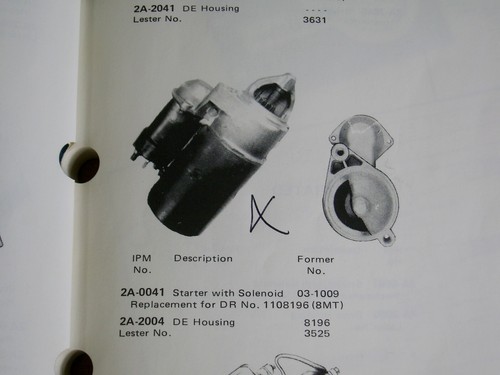 2A-2041 DE Housing ----
Lester No. 3631
IPM Description Former
No. No.
2A-0041 Starter with Solenoid 03-1009
Replacement for DR No. 1108196 (8MT)
2A-2004 DE Housing 8196
Lester No. 3525